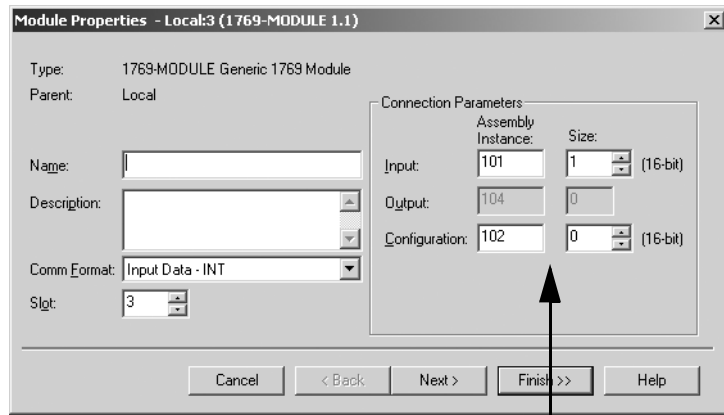 Module Properties - Local:3 (1769-MODULE 1.1)
Type: 1769-MODULE Generic 1769 Module
Parent: Local
Connection Parameters
Assembly Instance: Size:
Name:
Input: 101 1 (16-bit)
Description:
Output: 104 0
Configuration: 102 0 (16-bit)
Comm Format: Input Data - INT
Slot: 3
Cancel < Back Next > Finish >> Help